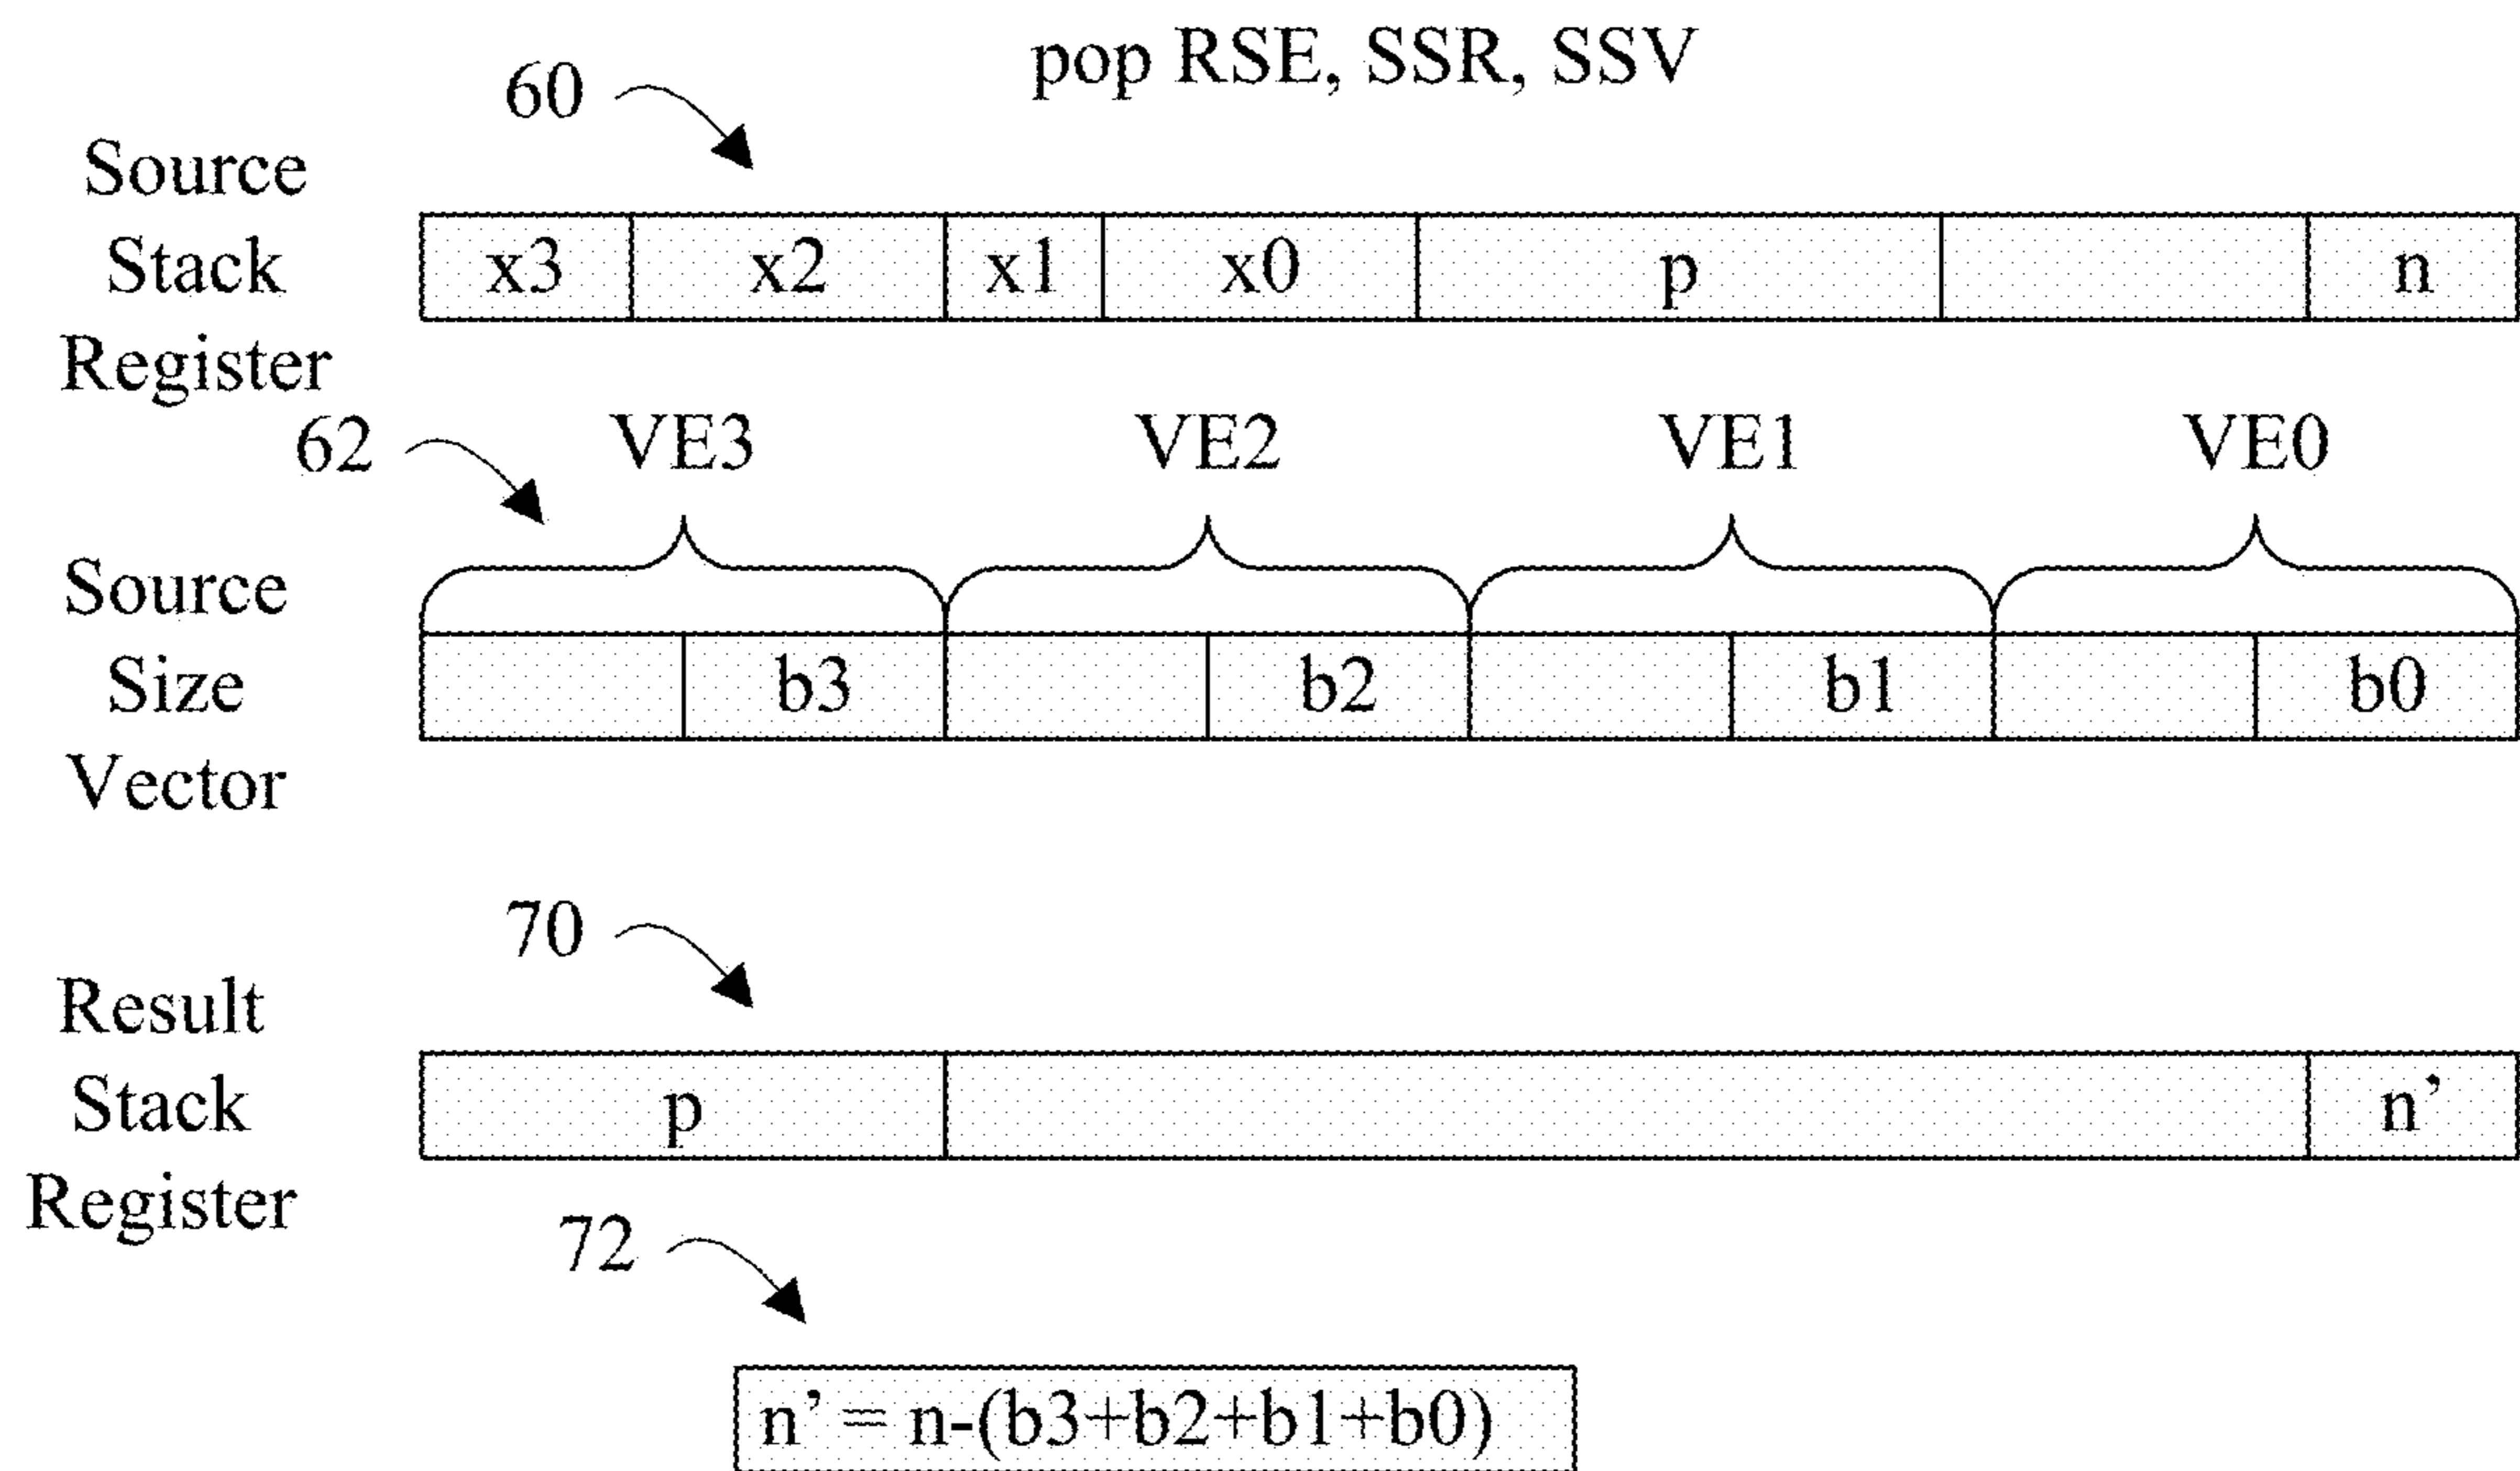 pop RSE, SSR, SSV
60
Source
Stack
Register
x3 x2 x1 x0 p n
62
VE3 VE2 VE1 VE0
Source
Size
Vector
b3 b2 b1 b0
70
Result
Stack
Register
p n’
72
n’ = n-(b3+b2+b1+b0)